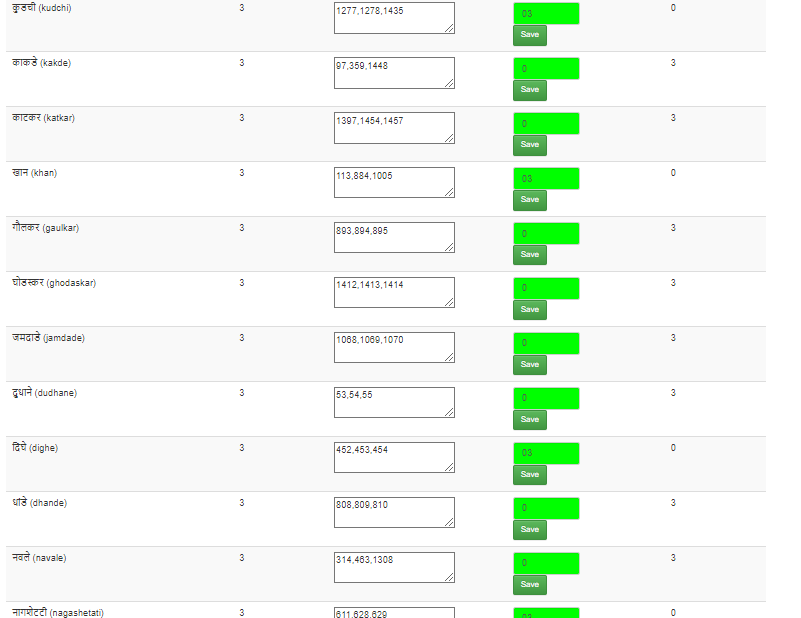 कुडची (kudchi) 3 1277,1278,1435 03 0
Save
काकडे (kakde) 3 97,359,1448 0 3
Save
काटकर (katkar) 3 1397,1454,1457 0 3
Save
खान (khan) 3 113,884,1005 03 0
Save
गौलकर (gaulkar) 3 893,894,895 0 3
Save
घोडस्कर (ghodaskar) 3 1412,1413,1414 0 3
Save
जमदाडे (jamdade) 3 1068,1069,1070 0 3
Save
दुधाने (dudhane) 3 53,54,55 0 3
Save
दिघे (dighe) 3 452,453,454 03 0
Save
धांडे (dhande) 3 808,809,810 0 3
Save
नवले (navale) 3 314,463,1308 0 3
Save
नागशेटटी (nagashetati) 3 611,628,629 03 0